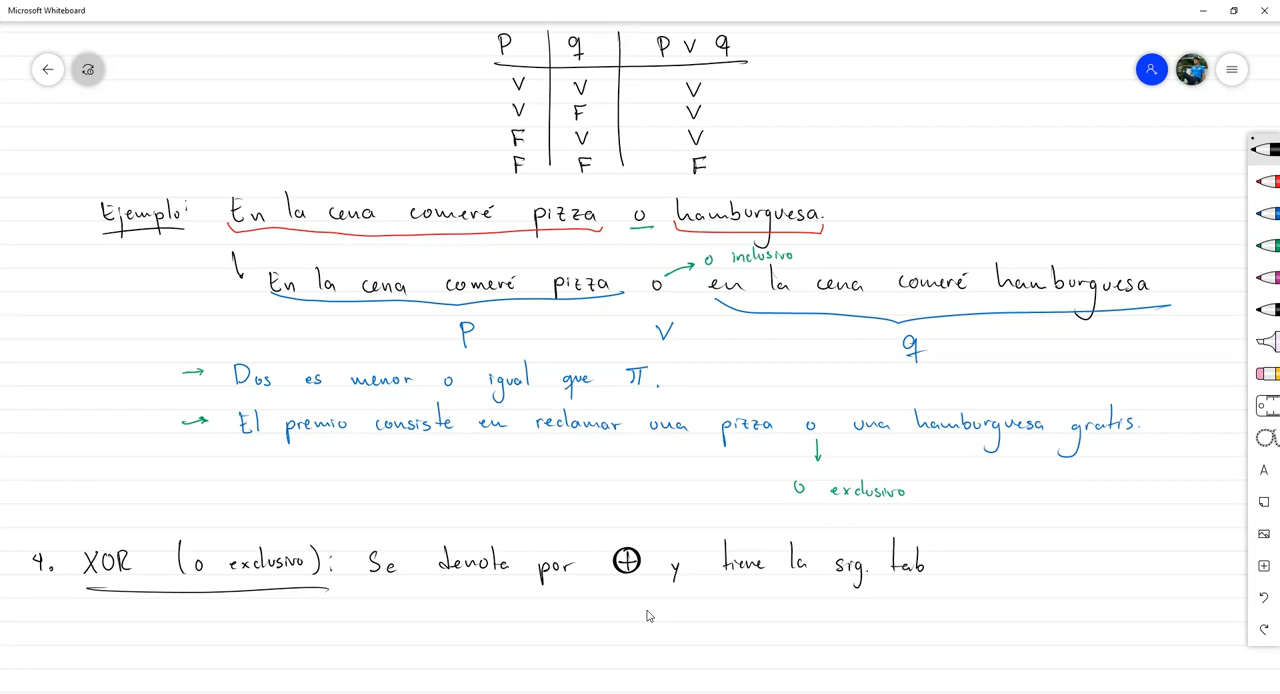 Microsoft Whiteboard
P q P v q
V V V
V F V
F V V
F F F
Ejemplo: En la cena comeré pizza o hamburguesa.
o inclusivo
En la cena comeré pizza o en la cena comeré hamburguesa
P V q
→ Dos es menor o igual que π.
→ El premio consiste en reclamar una pizza o una hamburguesa gratis.
o exclusivo
4. XOR (o exclusivo): Se denota por ⊕ y tiene la sig. tab
A